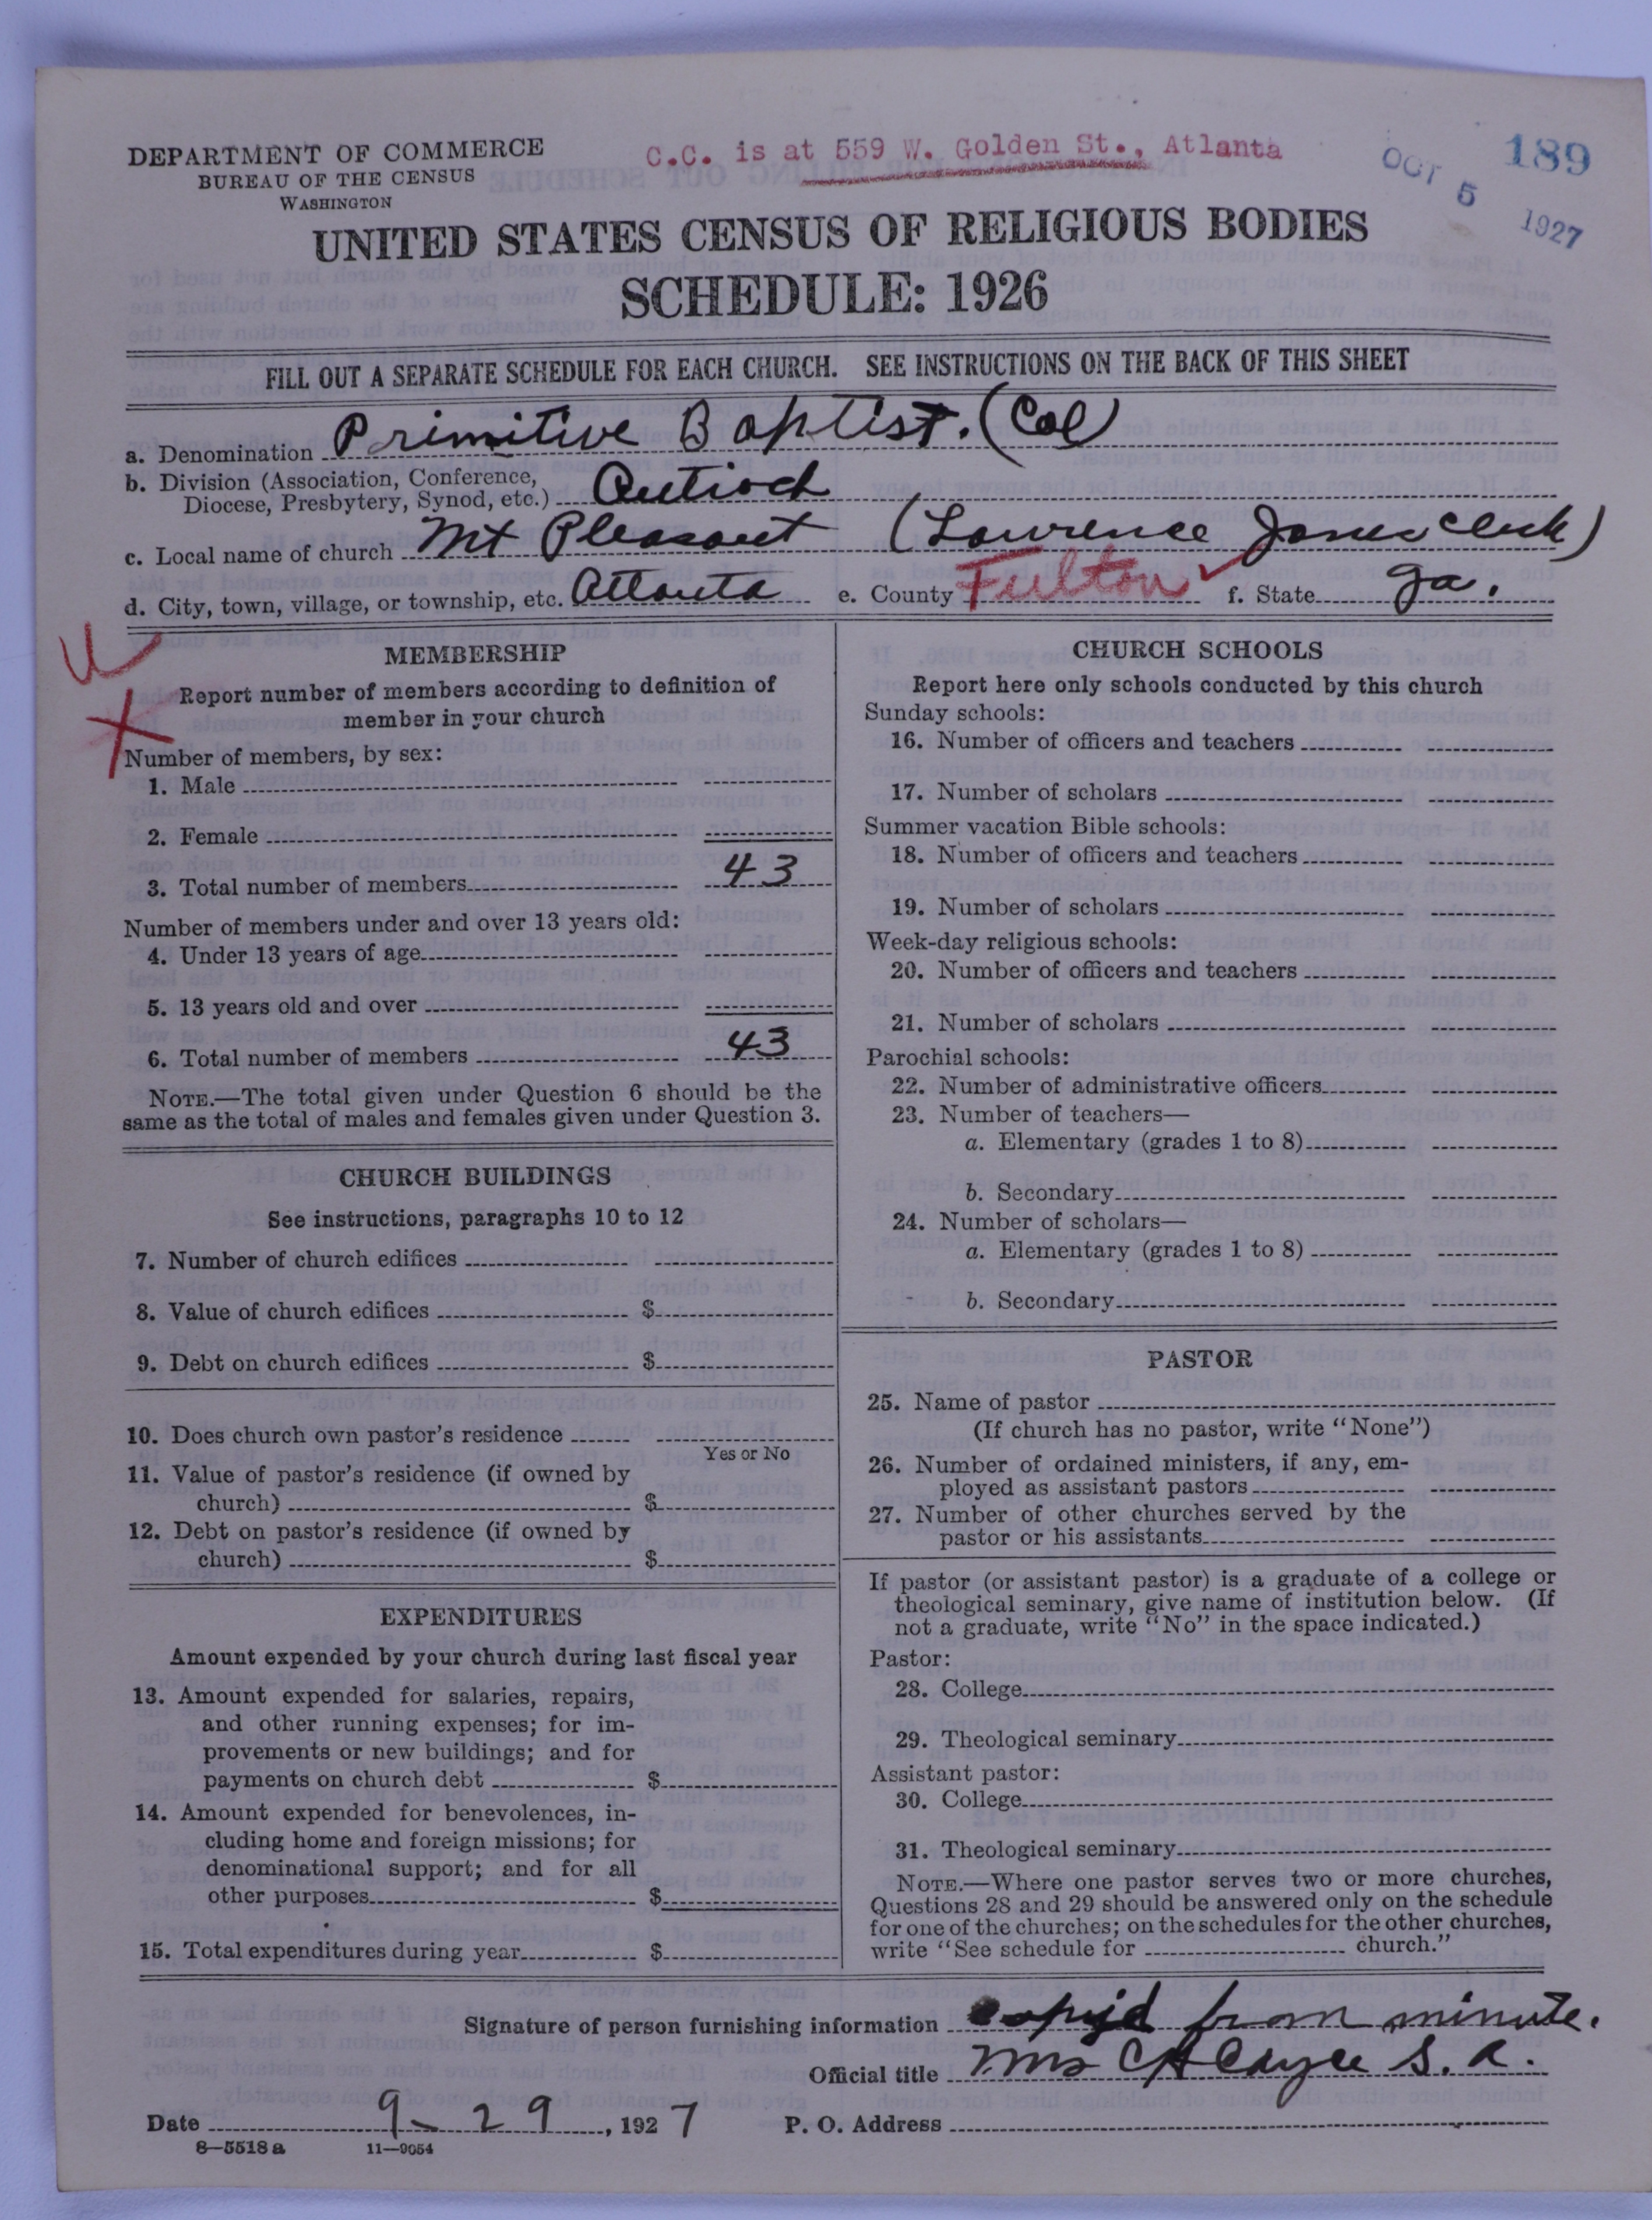 DEPARTMENT OF COMMERCE
BUREAU OF THE CENSUS
WASHINGTON
C.C. is at 559 W. Golden St., Atlanta
OCT 5 1927
189
UNITED STATES CENSUS OF RELIGIOUS BODIES
SCHEDULE: 1926
FILL OUT A SEPARATE SCHEDULE FOR EACH CHURCH. SEE INSTRUCTIONS ON THE BACK OF THIS SHEET
a. Denomination Primitive Baptist. (Col)
b. Division (Association, Conference,
Diocese, Presbytery, Synod, etc.) Antioch
c. Local name of church Mt Pleasant (Lawrence Jones clerk)
d. City, town, village, or township, etc. Atlanta e. County Fulton f. State Ga.
MEMBERSHIP
Report number of members according to definition of
member in your church
Number of members, by sex:
1. Male
2. Female
3. Total number of members 43
Number of members under and over 13 years old:
4. Under 13 years of age
5. 13 years old and over
6. Total number of members 43
NOTE.—The total given under Question 6 should be the
same as the total of males and females given under Question 3.
CHURCH BUILDINGS
See instructions, paragraphs 10 to 12
7. Number of church edifices
8. Value of church edifices $
9. Debt on church edifices $
10. Does church own pastor's residence
Yes or No
11. Value of pastor's residence (if owned by
church) $
12. Debt on pastor's residence (if owned by
church) $
EXPENDITURES
Amount expended by your church during last fiscal year
13. Amount expended for salaries, repairs,
and other running expenses; for im-
provements or new buildings; and for
payments on church debt $
14. Amount expended for benevolences, in-
cluding home and foreign missions; for
denominational support; and for all
other purposes $
15. Total expenditures during year $
CHURCH SCHOOLS
Report here only schools conducted by this church
Sunday schools:
16. Number of officers and teachers
17. Number of scholars
Summer vacation Bible schools:
18. Number of officers and teachers
19. Number of scholars
Week-day religious schools:
20. Number of officers and teachers
21. Number of scholars
Parochial schools:
22. Number of administrative officers
23. Number of teachers—
a. Elementary (grades 1 to 8)
b. Secondary
24. Number of scholars—
a. Elementary (grades 1 to 8)
b. Secondary
PASTOR
25. Name of pastor
(If church has no pastor, write "None")
26. Number of ordained ministers, if any, em-
ployed as assistant pastors
27. Number of other churches served by the
pastor or his assistants
If pastor (or assistant pastor) is a graduate of a college or
theological seminary, give name of institution below. (If
not a graduate, write "No" in the space indicated.)
Pastor:
28. College
29. Theological seminary
Assistant pastor:
30. College
31. Theological seminary
NOTE.—Where one pastor serves two or more churches,
Questions 28 and 29 should be answered only on the schedule
for one of the churches; on the schedules for the other churches,
write "See schedule for church."
Signature of person furnishing information copied from minute.
Official title Mrs C H Cayce S. A.
Date 9-29, 1927 P. O. Address
8—5518 a 11—9054